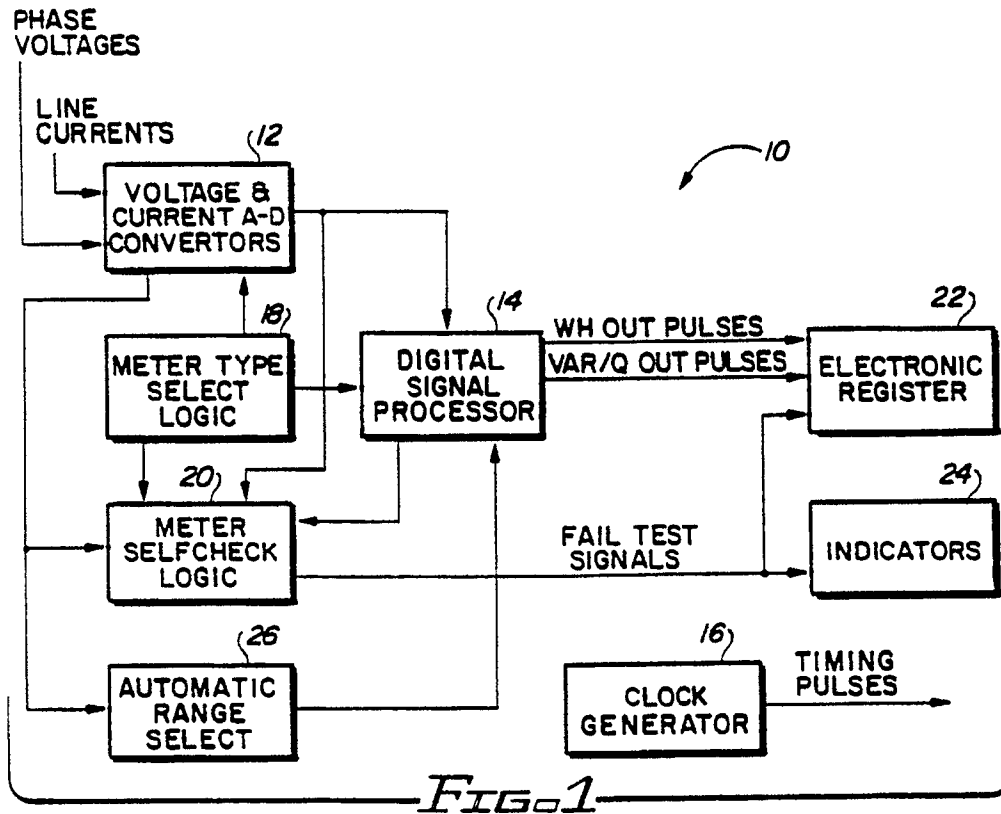 PHASE
VOLTAGES
LINE
CURRENTS
12
VOLTAGE &
CURRENT A-D
CONVERTORS
10
18
METER TYPE
SELECT
LOGIC
14
DIGITAL
SIGNAL
PROCESSOR
WH OUT PULSES
VAR/Q OUT PULSES
22
ELECTRONIC
REGISTER
20
METER
SELFCHECK
LOGIC
FAIL TEST
SIGNALS
24
INDICATORS
26
AUTOMATIC
RANGE
SELECT
16
CLOCK
GENERATOR
TIMING
PULSES
FIG. 1